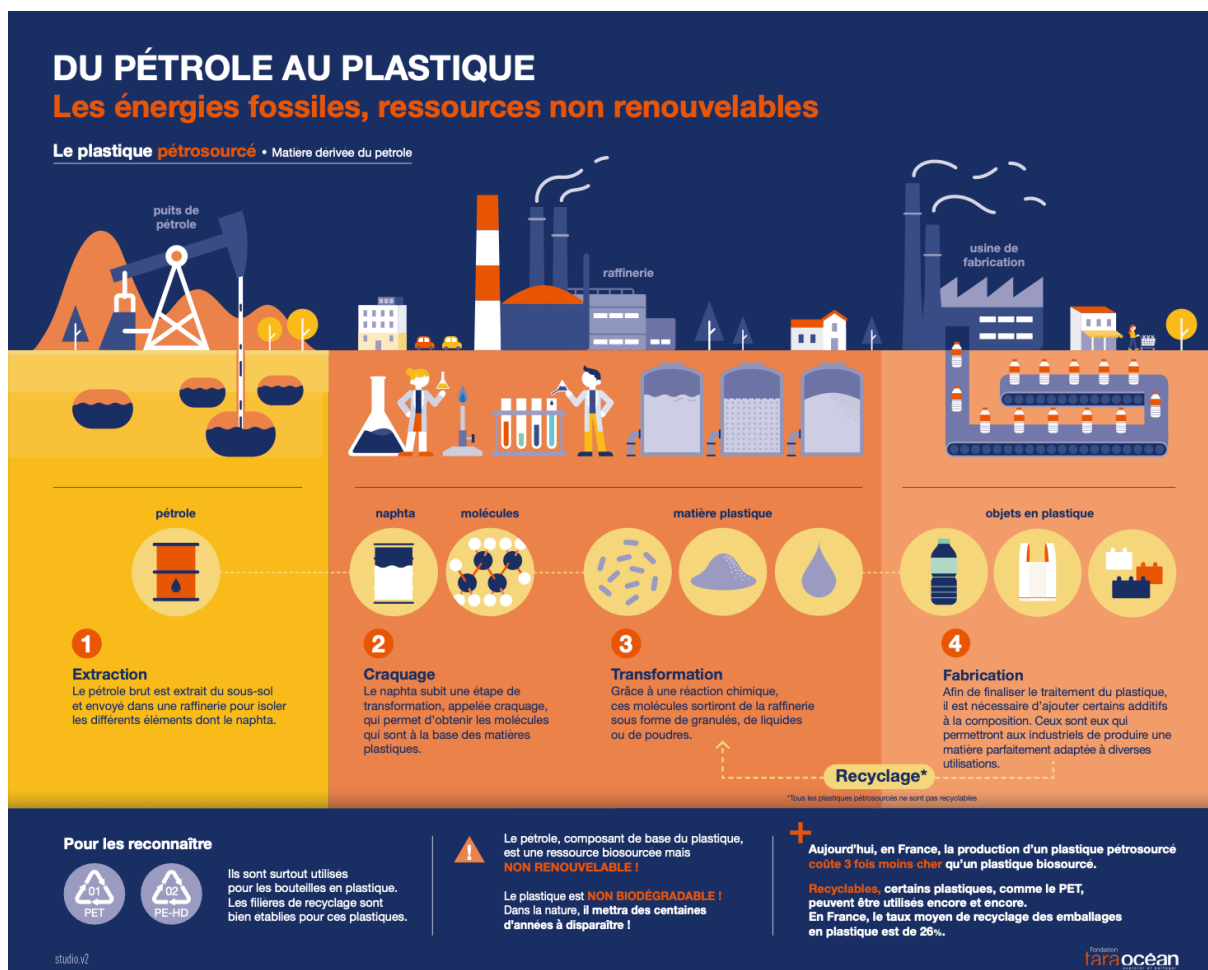 DU PÉTROLE AU PLASTIQUE
Les énergies fossiles, ressources non renouvelables
Le plastique pétrosourcé • Matière derivee du petrole
puits de
pétrole
raffinerie
usine de
fabrication
pétrole
naphta
molécules
matière plastique
objets en plastique
1
Extraction
Le pétrole brut est extrait du sous-sol
et envoyé dans une raffinerie pour isoler
les différents éléments dont le naphta.
2
Craquage
Le naphta subit une étape de
transformation, appelée craquage,
qui permet d'obtenir les molécules
qui sont à la base des matières
plastiques.
3
Transformation
Grâce à une réaction chimique,
ces molécules sortiront de la raffinerie
sous forme de granulés, de liquides
ou de poudres.
4
Fabrication
Afin de finaliser le traitement du plastique,
il est nécessaire d'ajouter certains additifs
à la composition. Ceux sont eux qui
permettront aux industriels de produire une
matière parfaitement adaptée à diverses
utilisations.
Recyclage*
*Tous les plastiques pétrosourcés ne sont pas recyclables
Pour les reconnaître
01
PET
02
PE-HD
Ils sont surtout utilisés
pour les bouteilles en plastique.
Les filières de recyclage sont
bien etablies pour ces plastiques.
!
Le pétrole, composant de base du plastique,
est une ressource biosourcee mais
NON RENOUVELABLE !
Le plastique est NON BIODÉGRADABLE !
Dans la nature, il mettra des centaines
d'années à disparaître !
+
Aujourd'hui, en France, la production d'un plastique pétrosourcé
coûte 3 fois moins cher qu'un plastique biosourcé.
Recyclables, certains plastiques, comme le PET,
peuvent être utilisés encore et encore.
En France, le taux moyen de recyclage des emballages
en plastique est de 26%.
studio.v2
Fondation
taraocéan
explorer et partager